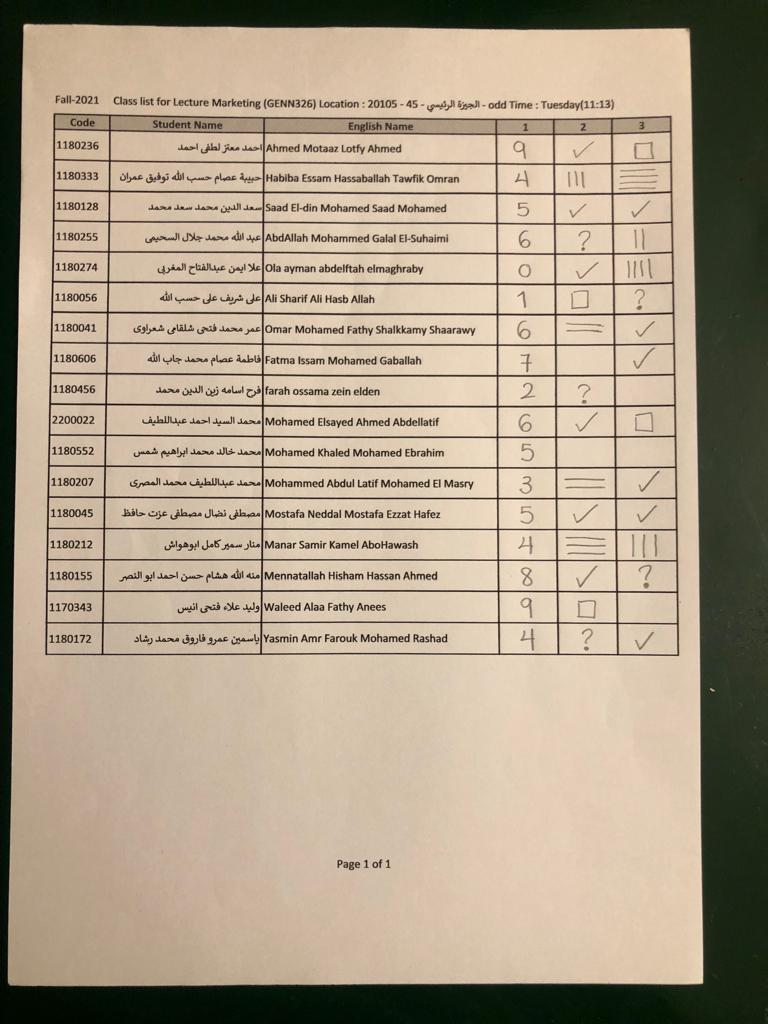 Fall-2021 Class list for Lecture Marketing (GENN326) Location : 20105 - 45 - الجيزة الرئيسي - odd Time : Tuesday(11:13)
Code Student Name English Name 1 2 3
1180236 احمد معتز لطفى احمد Ahmed Motaaz Lotfy Ahmed 9 ✓ □
1180333 حبيبة عصام حسب الله توفيق عمران Habiba Essam Hassaballah Tawfik Omran 4 ||| ☰
1180128 سعد الدين محمد سعد محمد Saad El-din Mohamed Saad Mohamed 5 ✓ ✓
1180255 عبد الله محمد جلال السحيمى AbdAllah Mohammed Galal El-Suhaimi 6 ? ||
1180274 علا ايمن عبدالفتاح المغربي Ola ayman abdelftah elmaghraby 0 ✓ ||||
1180056 على شريف على حسب الله Ali Sharif Ali Hasb Allah 1 □ ?
1180041 عمر محمد فتحى شلقامى شعراوى Omar Mohamed Fathy Shalkkamy Shaarawy 6 = ✓
1180606 فاطمة عصام محمد جاب الله Fatma Issam Mohamed Gaballah 7 ✓
1180456 فرح اسامه زين الدين محمد farah ossama zein elden 2 ?
2200022 محمد السيد احمد عبداللطيف Mohamed Elsayed Ahmed Abdellatif 6 ✓ □
1180552 محمد خالد محمد ابراهيم شمس Mohamed Khaled Mohamed Ebrahim 5
1180207 محمد عبداللطيف محمد المصرى Mohammed Abdul Latif Mohamed El Masry 3 = ✓
1180045 مصطفى نضال مصطفى عزت حافظ Mostafa Neddal Mostafa Ezzat Hafez 5 ✓ ✓
1180212 منار سمير كامل ابوهواش Manar Samir Kamel AboHawash 4 ☰ |||
1180155 منه الله هشام حسن احمد ابو النصر Mennatallah Hisham Hassan Ahmed 8 ✓ ?
1170343 وليد علاء فتحى انيس Waleed Alaa Fathy Anees 9 □
1180172 ياسمين عمرو فاروق محمد رشاد Yasmin Amr Farouk Mohamed Rashad 4 ? ✓
Page 1 of 1